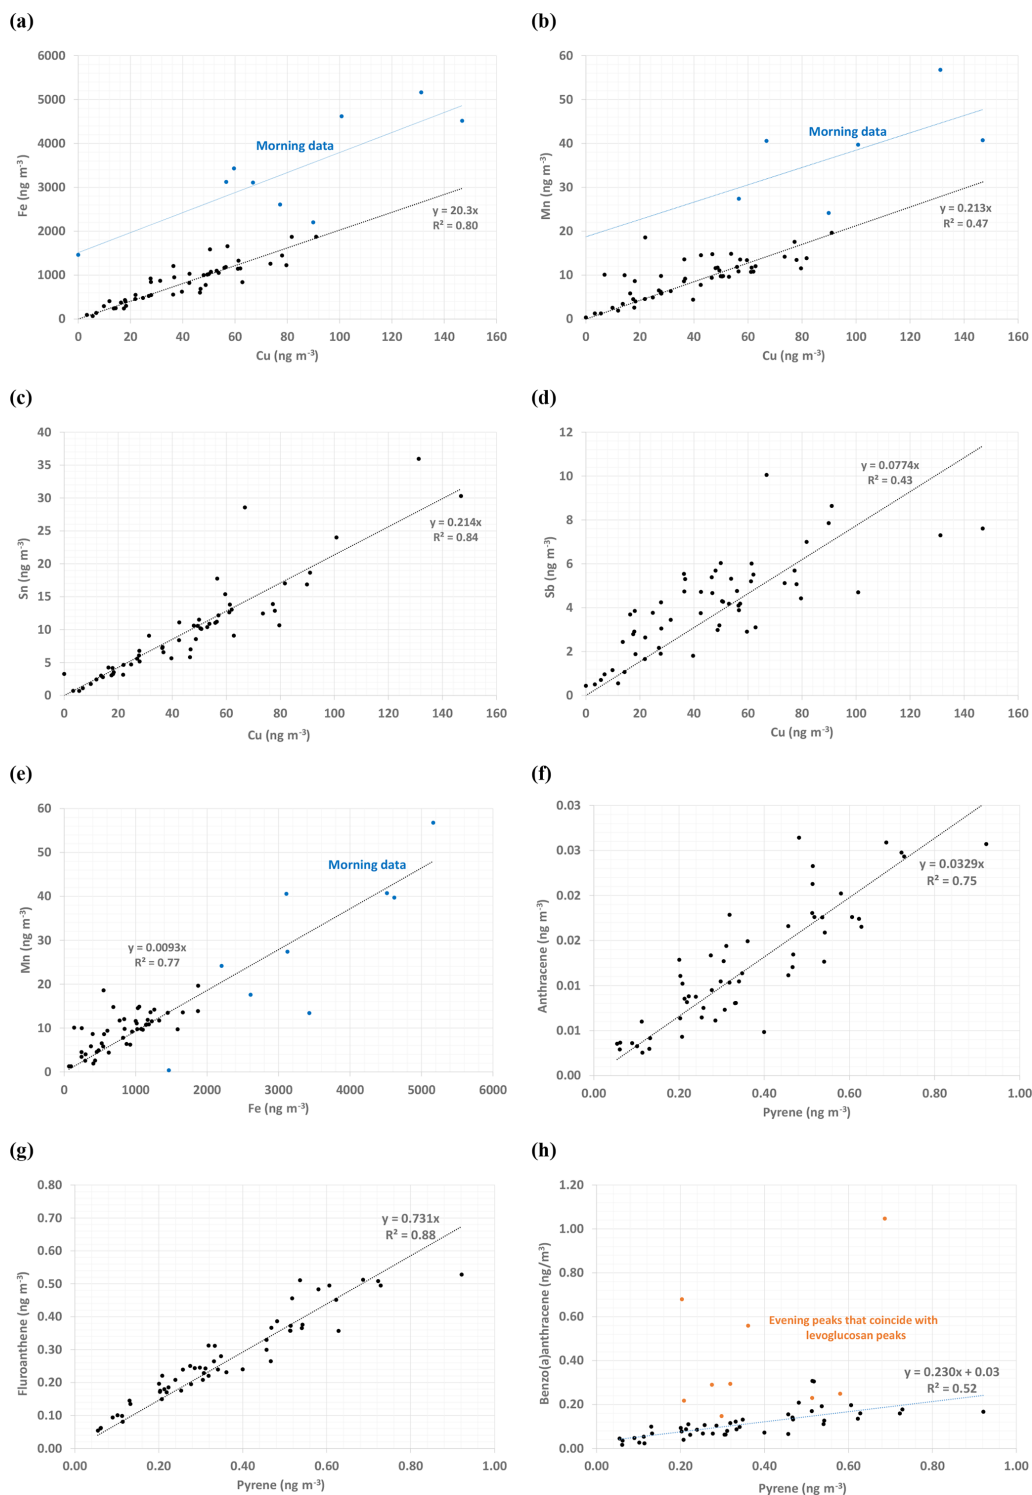 (a)
6000
5000
4000
3000
2000
1000
0
Fe (ng m-3)
Morning data
y = 20.3x
R² = 0.80
0 20 40 60 80 100 120 140 160
Cu (ng m-3)
(b)
60
50
40
30
20
10
0
Mn (ng m-3)
Morning data
y = 0.213x
R² = 0.47
0 20 40 60 80 100 120 140 160
Cu (ng m-3)
(c)
40
35
30
25
20
15
10
5
0
Sn (ng m-3)
y = 0.214x
R² = 0.84
0 20 40 60 80 100 120 140 160
Cu (ng m-3)
(d)
12
10
8
6
4
2
0
Sb (ng m-3)
y = 0.0774x
R² = 0.43
0 20 40 60 80 100 120 140 160
Cu (ng m-3)
(e)
60
50
40
30
20
10
0
Mn (ng m-3)
Morning data
y = 0.0093x
R² = 0.77
0 1000 2000 3000 4000 5000 6000
Fe (ng m-3)
(f)
0.03
0.03
0.02
0.02
0.01
0.01
0.00
Anthracene (ng m-3)
y = 0.0329x
R² = 0.75
0.00 0.20 0.40 0.60 0.80 1.00
Pyrene (ng m-3)
(g)
0.80
0.70
0.60
0.50
0.40
0.30
0.20
0.10
0.00
Fluroanthene (ng m-3)
y = 0.731x
R² = 0.88
0.00 0.20 0.40 0.60 0.80 1.00
Pyrene (ng m-3)
(h)
1.20
1.00
0.80
0.60
0.40
0.20
0.00
Benzo(a)anthracene (ng/m³)
Evening peaks that coincide with
levoglucosan peaks
y = 0.230x + 0.03
R² = 0.52
0.00 0.20 0.40 0.60 0.80 1.00
Pyrene (ng m-3)